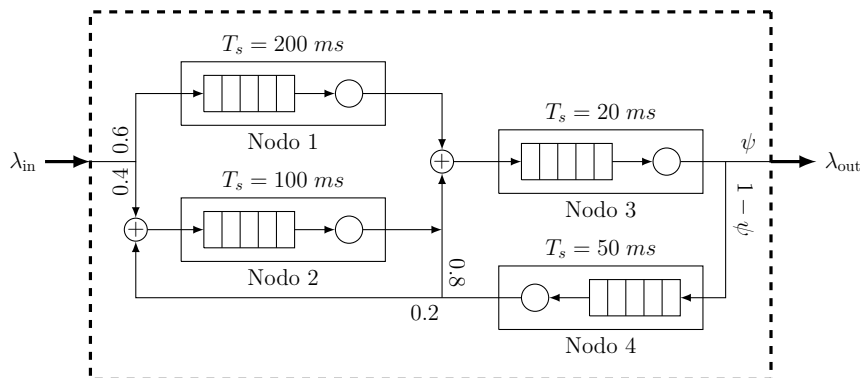 T_s = 200 ms
Nodo 1
T_s = 20 ms
Nodo 3
λ_in
0.6
0.4
+
ψ
λ_out
1 − ψ
T_s = 100 ms
Nodo 2
+
0.8
0.2
T_s = 50 ms
Nodo 4